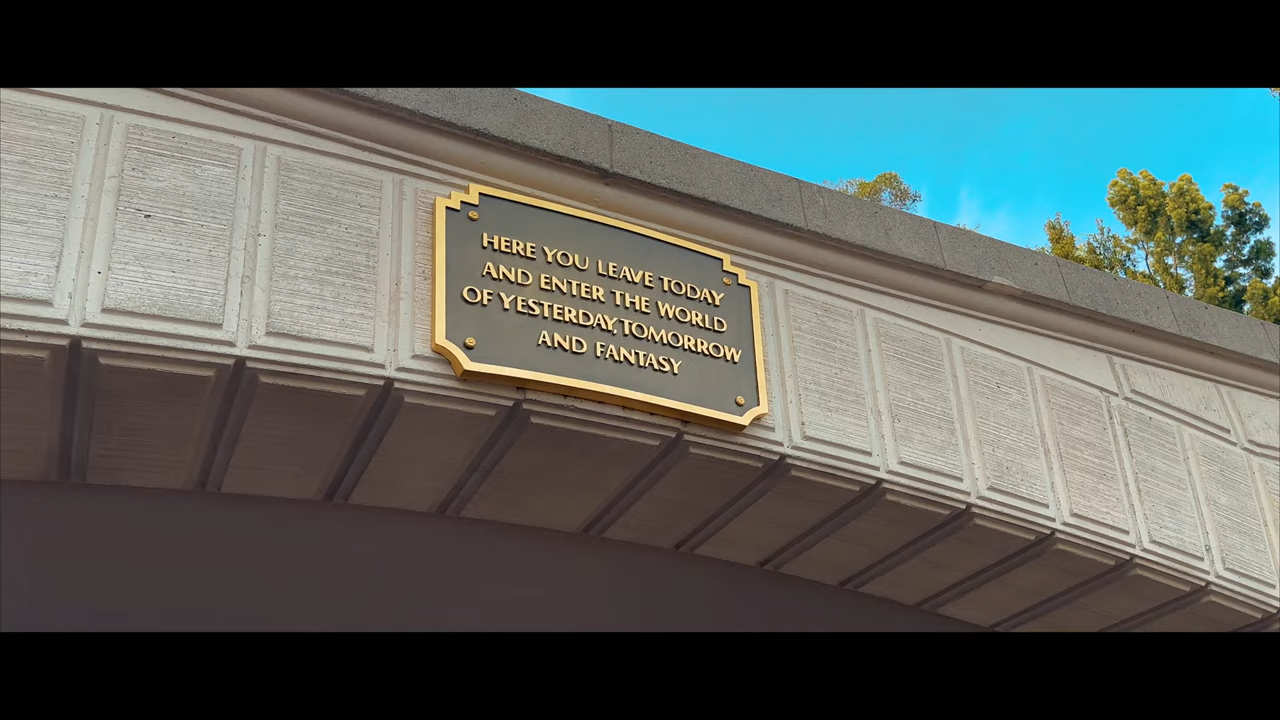 HERE YOU LEAVE TODAY
AND ENTER THE WORLD
OF YESTERDAY, TOMORROW
AND FANTASY